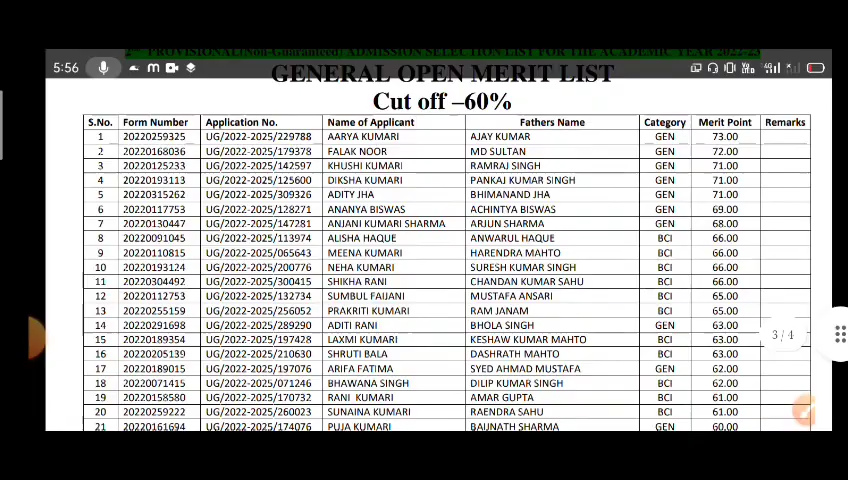 PROVISIONAL(Non-Guaranteed) ADMISSION SELECTION LIST FOR THE ACADEMIC YEAR 2022-25
5:56
GENERAL OPEN MERIT LIST
Cut off –60%
S.No. Form Number Application No. Name of Applicant Fathers Name Category Merit Point Remarks
1 20220259325 UG/2022-2025/229788 AARYA KUMARI AJAY KUMAR GEN 73.00
2 20220168036 UG/2022-2025/179378 FALAK NOOR MD SULTAN GEN 72.00
3 20220125233 UG/2022-2025/142597 KHUSHI KUMARI RAMRAJ SINGH GEN 71.00
4 20220193113 UG/2022-2025/125600 DIKSHA KUMARI PANKAJ KUMAR SINGH GEN 71.00
5 20220315262 UG/2022-2025/309326 ADITY JHA BHIMANAND JHA GEN 71.00
6 20220117753 UG/2022-2025/128271 ANANYA BISWAS ACHINTYA BISWAS GEN 69.00
7 20220130447 UG/2022-2025/147281 ANJANI KUMARI SHARMA ARJUN SHARMA GEN 68.00
8 20220091045 UG/2022-2025/113974 ALISHA HAQUE ANWARUL HAQUE BCI 66.00
9 20220110815 UG/2022-2025/065643 MEENA KUMARI HARENDRA MAHTO BCI 66.00
10 20220193124 UG/2022-2025/200776 NEHA KUMARI SURESH KUMAR SINGH BCI 66.00
11 20220304492 UG/2022-2025/300415 SHIKHA RANI CHANDAN KUMAR SAHU BCI 66.00
12 20220112753 UG/2022-2025/132734 SUMBUL FAIJANI MUSTAFA ANSARI BCI 65.00
13 20220255159 UG/2022-2025/256052 PRAKRITI KUMARI RAM JANAM BCI 65.00
14 20220291698 UG/2022-2025/289290 ADITI RANI BHOLA SINGH GEN 63.00
15 20220189354 UG/2022-2025/197428 LAXMI KUMARI KESHAW KUMAR MAHTO BCI 63.00
3/4
16 20220205139 UG/2022-2025/210630 SHRUTI BALA DASHRATH MAHTO BCI 63.00
17 20220189015 UG/2022-2025/197076 ARIFA FATIMA SYED AHMAD MUSTAFA GEN 62.00
18 20220071415 UG/2022-2025/071246 BHAWANA SINGH DILIP KUMAR SINGH BCI 62.00
19 20220158580 UG/2022-2025/170732 RANI KUMARI AMAR GUPTA BCI 61.00
20 20220259222 UG/2022-2025/260023 SUNAINA KUMARI RAENDRA SAHU BCI 61.00
21 20220161694 UG/2022-2025/174076 PUJA KUMARI BAIJNATH SHARMA GEN 60.00